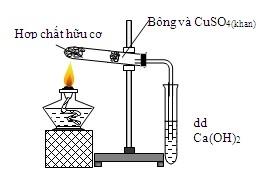 Hợp chất hữu cơ
Bông và CuSO4(khan)
dd
Ca(OH)2